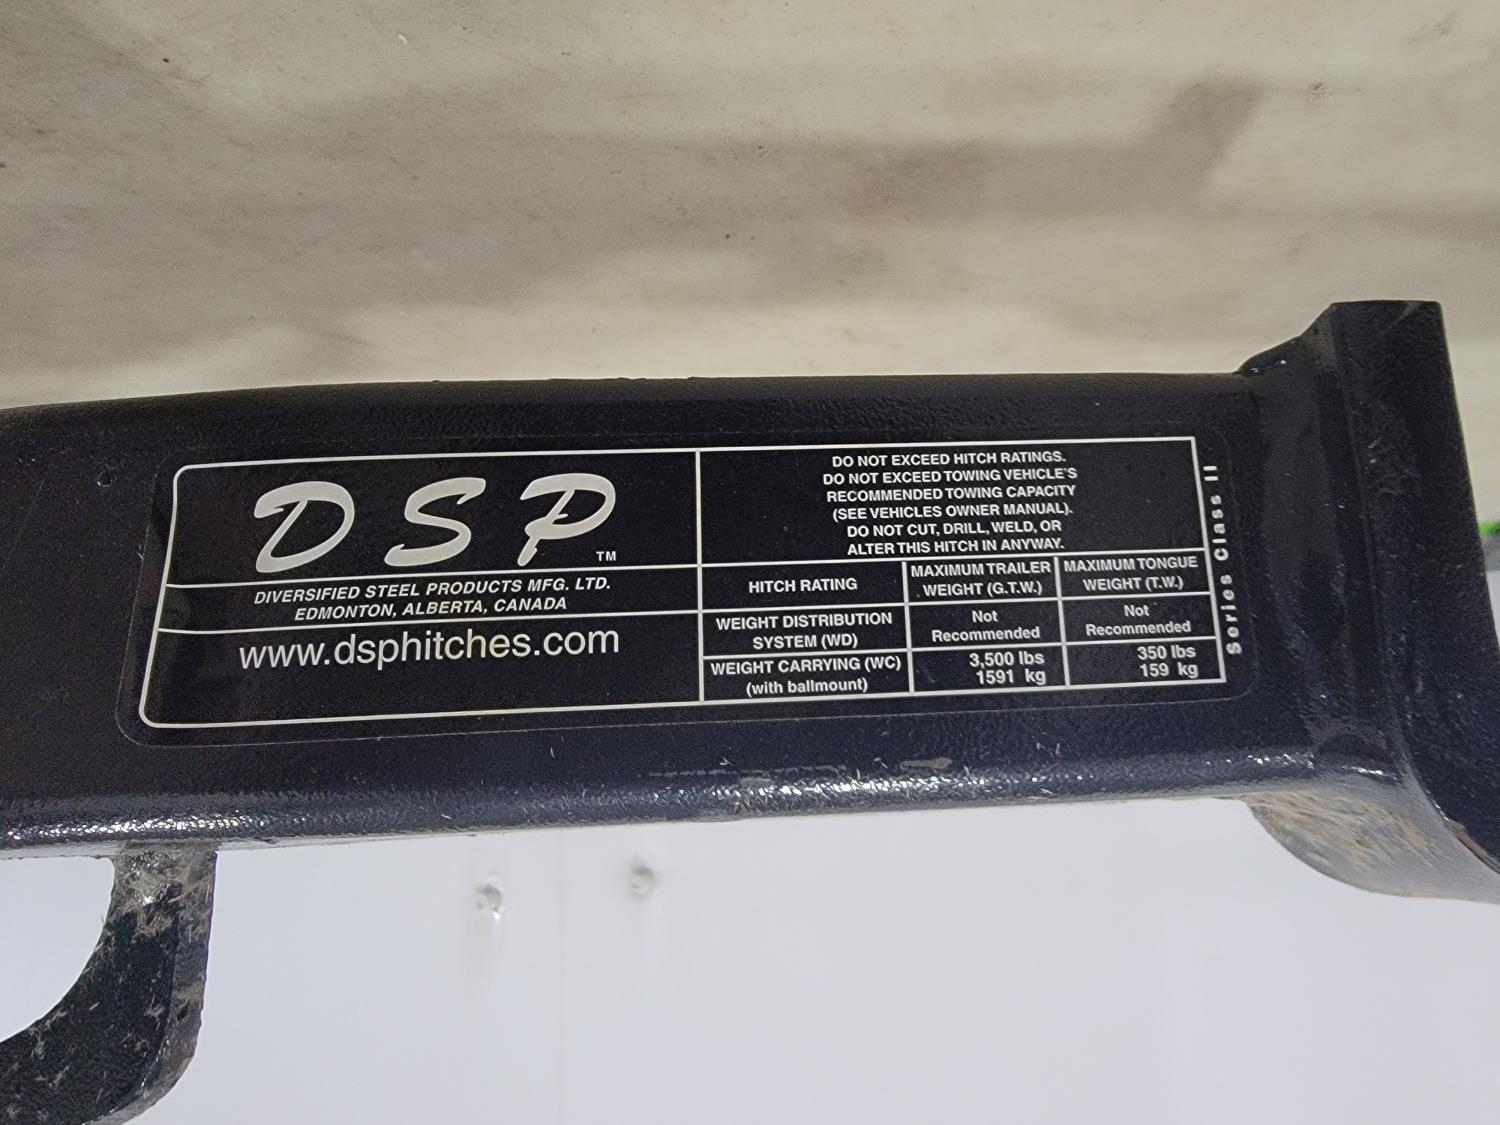 DSP™
DIVERSIFIED STEEL PRODUCTS MFG. LTD.
EDMONTON, ALBERTA, CANADA
www.dsphitches.com
DO NOT EXCEED HITCH RATINGS.
DO NOT EXCEED TOWING VEHICLE'S
RECOMMENDED TOWING CAPACITY
(SEE VEHICLES OWNER MANUAL).
DO NOT CUT, DRILL, WELD, OR
ALTER THIS HITCH IN ANYWAY.
HITCH RATING
MAXIMUM TRAILER
WEIGHT (G.T.W.)
MAXIMUM TONGUE
WEIGHT (T.W.)
WEIGHT DISTRIBUTION
SYSTEM (WD)
Not
Recommended
Not
Recommended
WEIGHT CARRYING (WC)
(with ballmount)
3,500 lbs
1591 kg
350 lbs
159 kg
Series Class II